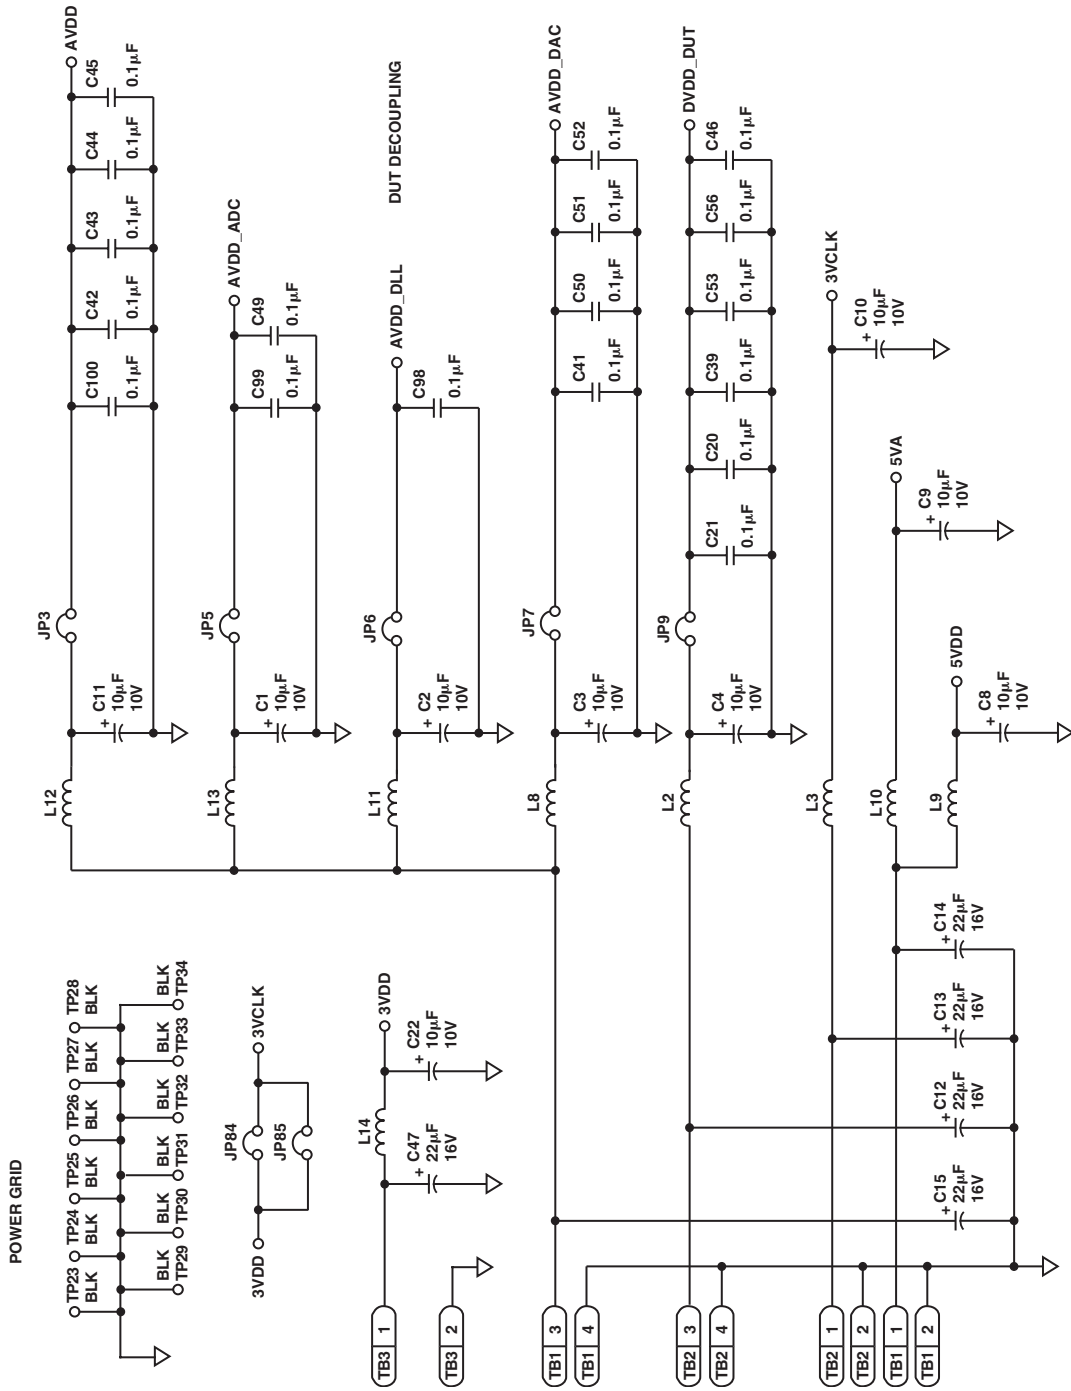 POWER GRID
TP23
BLK
TP24
BLK
TP25
BLK
TP26
BLK
TP27
BLK
TP28
BLK
BLK
TP29
BLK
TP30
BLK
TP31
BLK
TP32
BLK
TP33
BLK
TP34
3VDD
JP84
JP85
3VCLK
TB3 1
C47
22µF
16V
L14
C22
10µF
10V
3VDD
TB3 2
L12
C11
10µF
10V
JP3
C100
0.1µF
C42
0.1µF
C43
0.1µF
C44
0.1µF
C45
0.1µF
AVDD
L13
C1
10µF
10V
JP5
C99
0.1µF
C49
0.1µF
AVDD_ADC
L11
C2
10µF
10V
JP6
C98
0.1µF
AVDD_DLL
DUT DECOUPLING
TB1 3
TB1 4
L8
C3
10µF
10V
JP7
C41
0.1µF
C50
0.1µF
C51
0.1µF
C52
0.1µF
AVDD_DAC
TB2 3
TB2 4
L2
C4
10µF
10V
JP9
C21
0.1µF
C20
0.1µF
C39
0.1µF
C53
0.1µF
C56
0.1µF
C46
0.1µF
DVDD_DUT
TB2 1
TB2 2
L3
C10
10µF
10V
3VCLK
TB1 1
TB1 2
L10
C9
10µF
10V
5VA
L9
C8
10µF
10V
5VDD
C15
22µF
16V
C12
22µF
16V
C13
22µF
16V
C14
22µF
16V
+
+
+
+
+
+
+
+
+
+
+
+
+
+